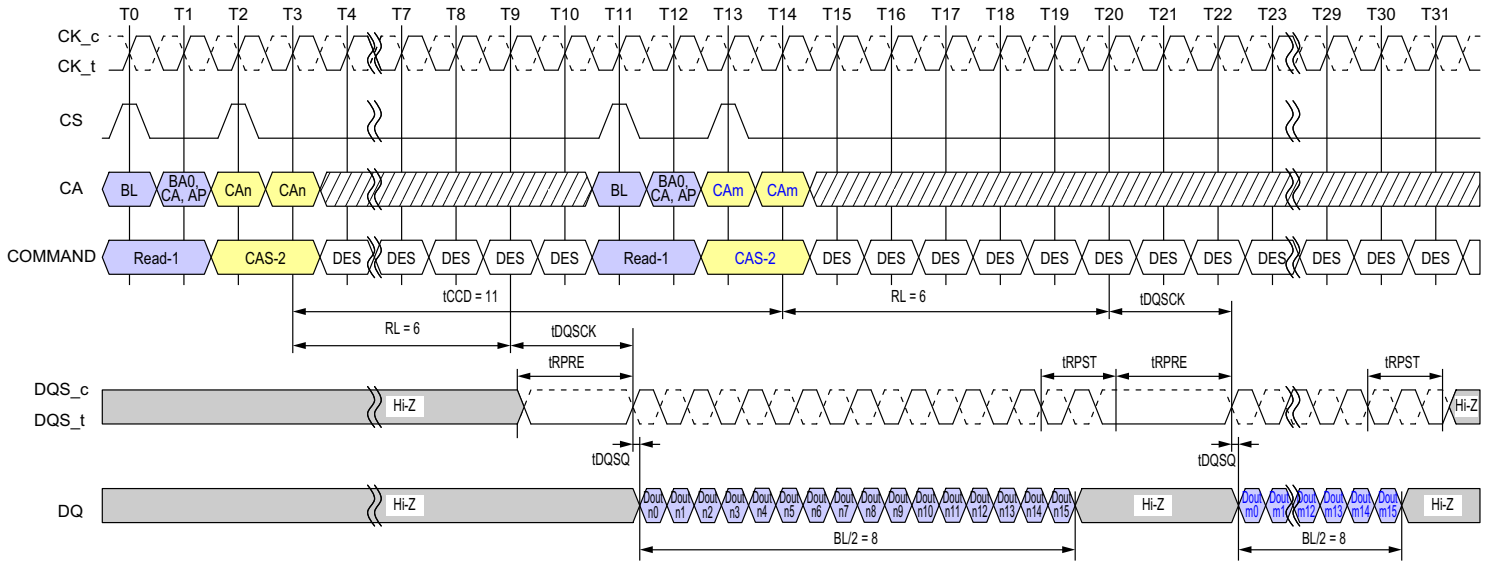 T0 T1 T2 T3 T4 T7 T8 T9 T10 T11 T12 T13 T14 T15 T16 T17 T18 T19 T20 T21 T22 T23 T29 T30 T31
CK_c
CK_t
CS
CA
BL
BA0,
CA, AP
CAn
CAn
BL
BA0,
CA, AP
CAm
CAm
COMMAND
Read-1
CAS-2
DES
DES
DES
DES
DES
Read-1
CAS-2
DES
DES
DES
DES
DES
DES
DES
DES
DES
DES
DES
DES
tCCD = 11
RL = 6
tDQSCK
RL = 6
tDQSCK
tRPRE
tRPST
tRPRE
tRPST
DQS_c
DQS_t
Hi-Z
Hi-Z
tDQSQ
tDQSQ
DQ
Hi-Z
Dout
n0
Dout
n1
Dout
n2
Dout
n3
Dout
n4
Dout
n5
Dout
n6
Dout
n7
Dout
n8
Dout
n9
Dout
n10
Dout
n11
Dout
n12
Dout
n13
Dout
n14
Dout
n15
Hi-Z
Dout
m0
Dout
m1
Dout
m12
Dout
m13
Dout
m14
Dout
m15
Hi-Z
BL/2 = 8
BL/2 = 8